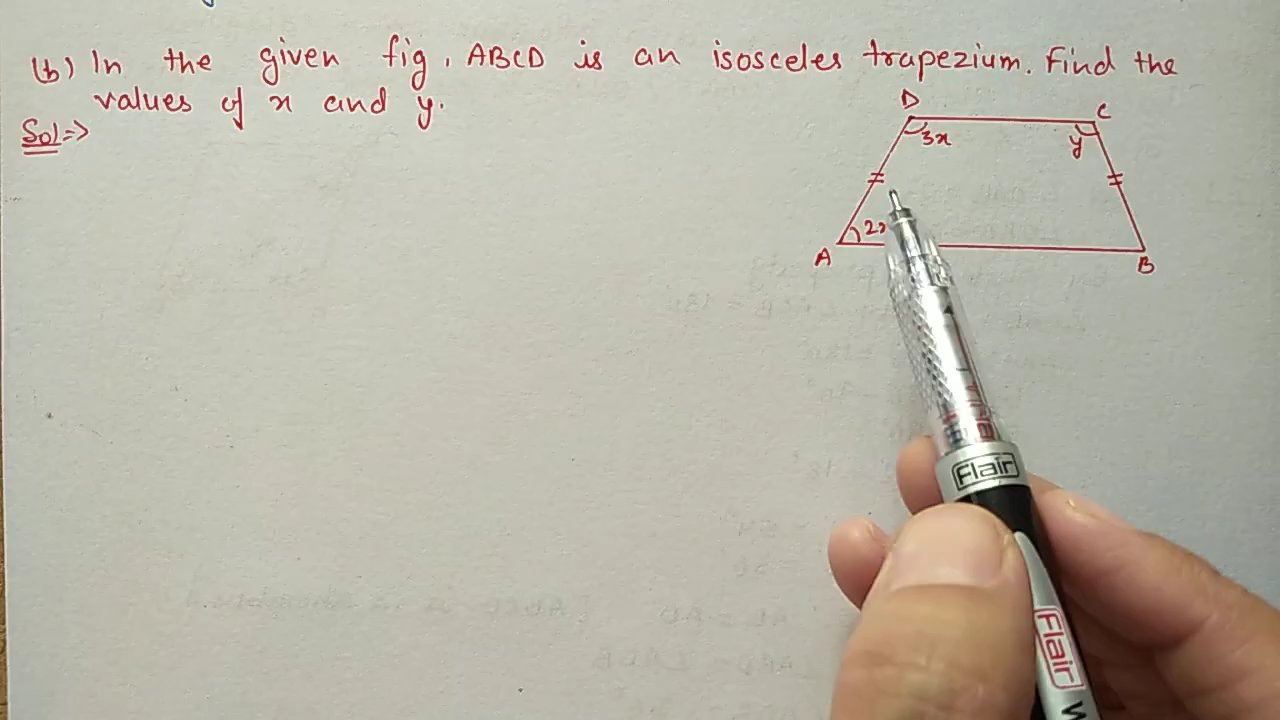 (b) In the given fig, ABCD is an isosceles trapezium. Find the
values of x and y.
Sol=>
D
C
3x
y
A
B
Flair
Flair